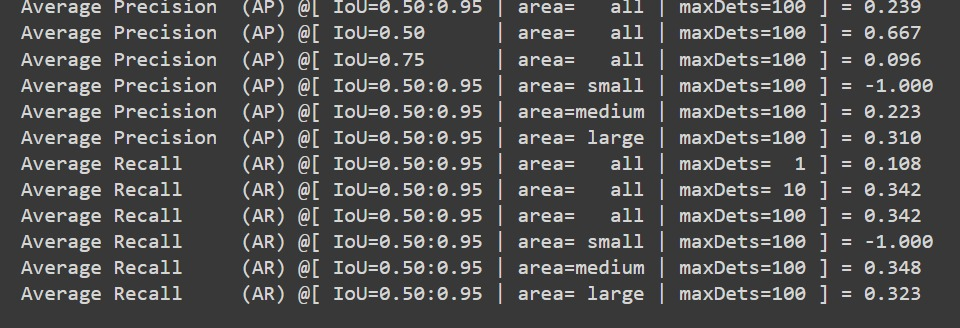 Average Precision  (AP) @[ IoU=0.50:0.95 | area=   all | maxDets=100 ] = 0.239
Average Precision  (AP) @[ IoU=0.50      | area=   all | maxDets=100 ] = 0.667
Average Precision  (AP) @[ IoU=0.75      | area=   all | maxDets=100 ] = 0.096
Average Precision  (AP) @[ IoU=0.50:0.95 | area= small | maxDets=100 ] = -1.000
Average Precision  (AP) @[ IoU=0.50:0.95 | area=medium | maxDets=100 ] = 0.223
Average Precision  (AP) @[ IoU=0.50:0.95 | area= large | maxDets=100 ] = 0.310
Average Recall     (AR) @[ IoU=0.50:0.95 | area=   all | maxDets=  1 ] = 0.108
Average Recall     (AR) @[ IoU=0.50:0.95 | area=   all | maxDets= 10 ] = 0.342
Average Recall     (AR) @[ IoU=0.50:0.95 | area=   all | maxDets=100 ] = 0.342
Average Recall     (AR) @[ IoU=0.50:0.95 | area= small | maxDets=100 ] = -1.000
Average Recall     (AR) @[ IoU=0.50:0.95 | area=medium | maxDets=100 ] = 0.348
Average Recall     (AR) @[ IoU=0.50:0.95 | area= large | maxDets=100 ] = 0.323